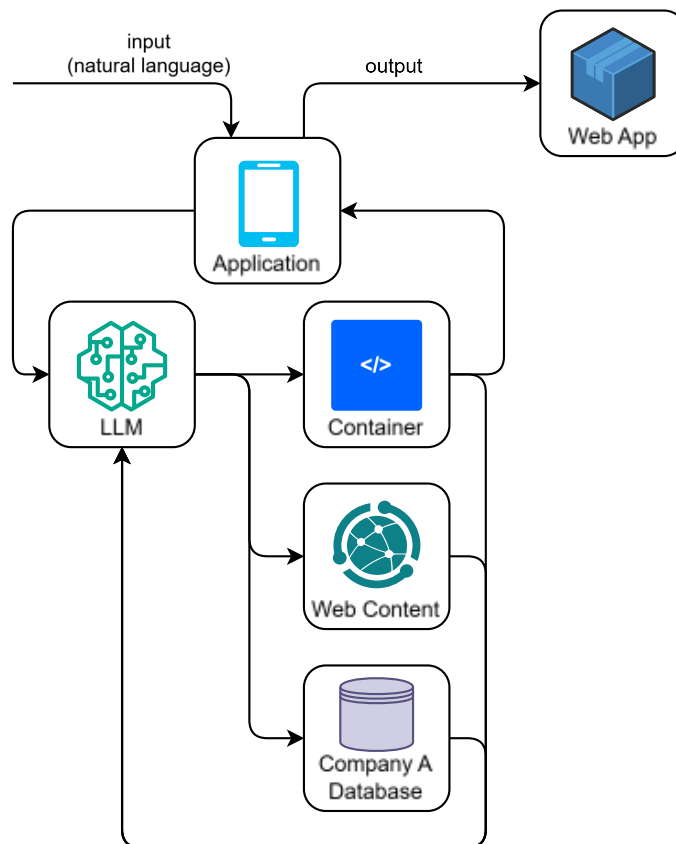 input
(natural language)
output
Web App
Application
LLM
</>
Container
Web Content
Company A
Database